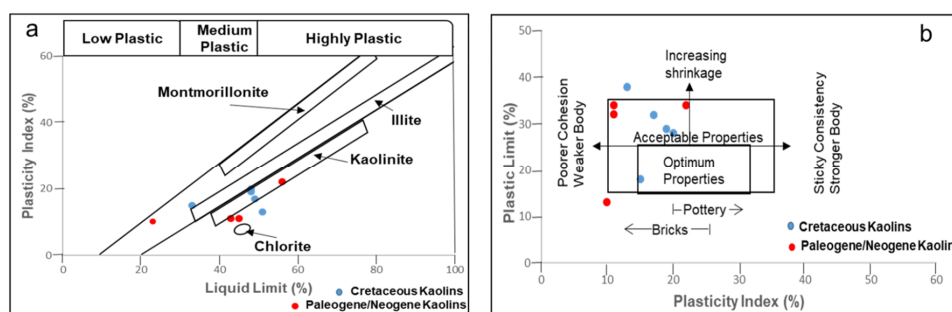 a
Low Plastic
Medium
Plastic
Highly Plastic
60
40
20
0
Plasticity Index (%)
Montmorillonite
Illite
Kaolinite
Chlorite
0 20 40 60 80 100
Liquid Limit (%)
Cretaceous Kaolins
Paleogene/Neogene Kaolins
b
50
40
30
20
10
0
Plastic Limit (%)
Increasing
shrinkage
Poorer Cohesion
Weaker Body
Acceptable Properties
Optimum
Properties
Sticky Consistency
Stronger Body
Pottery
Bricks
Cretaceous Kaolins
Paleogene/Neogene Kaolin
0 10 20 30 40 50 60
Plasticity Index (%)